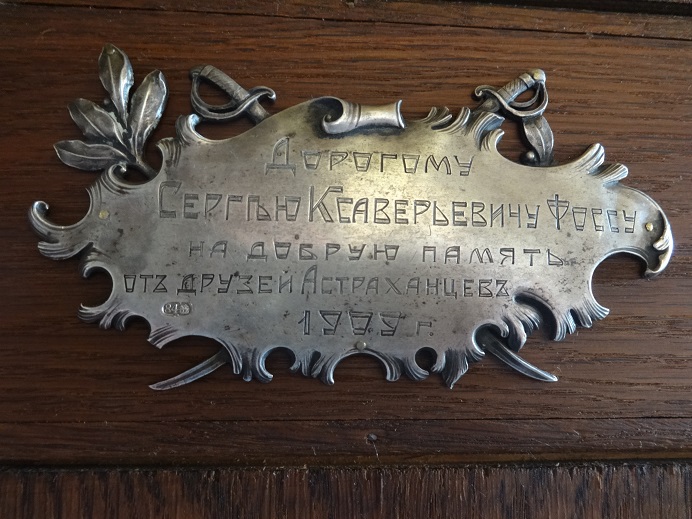 Дорогому
Сергѣю Ксаверьевичу Фоссу
на добрую память
отъ друзей Астраханцевъ
1909 г.